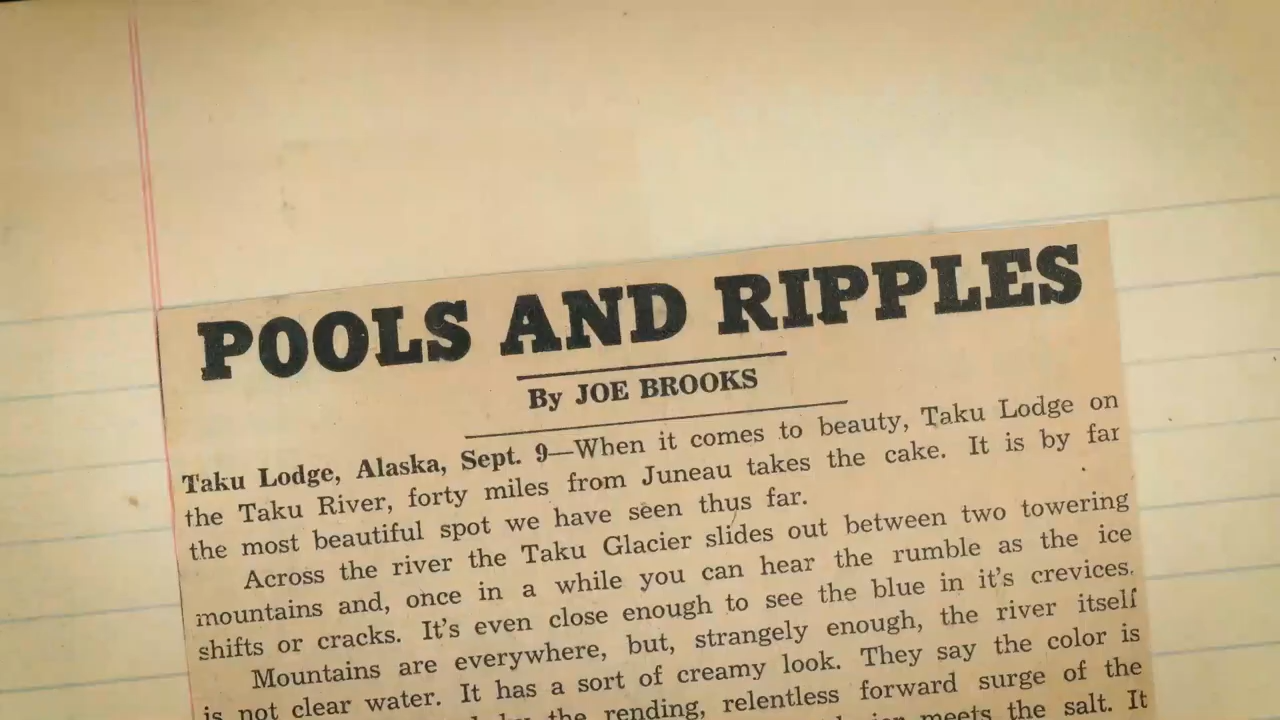 POOLS AND RIPPLES
By JOE BROOKS
Taku Lodge, Alaska, Sept. 9—When it comes to beauty, Taku Lodge on
the Taku River, forty miles from Juneau takes the cake. It is by far
the most beautiful spot we have seen thus far.
Across the river the Taku Glacier slides out between two towering
mountains and, once in a while you can hear the rumble as the ice
shifts or cracks. It's even close enough to see the blue in it's crevices.
Mountains are everywhere, but, strangely enough, the river itself
is not clear water. It has a sort of creamy look. They say the color is
the rending, relentless forward surge of the
meets the salt. It